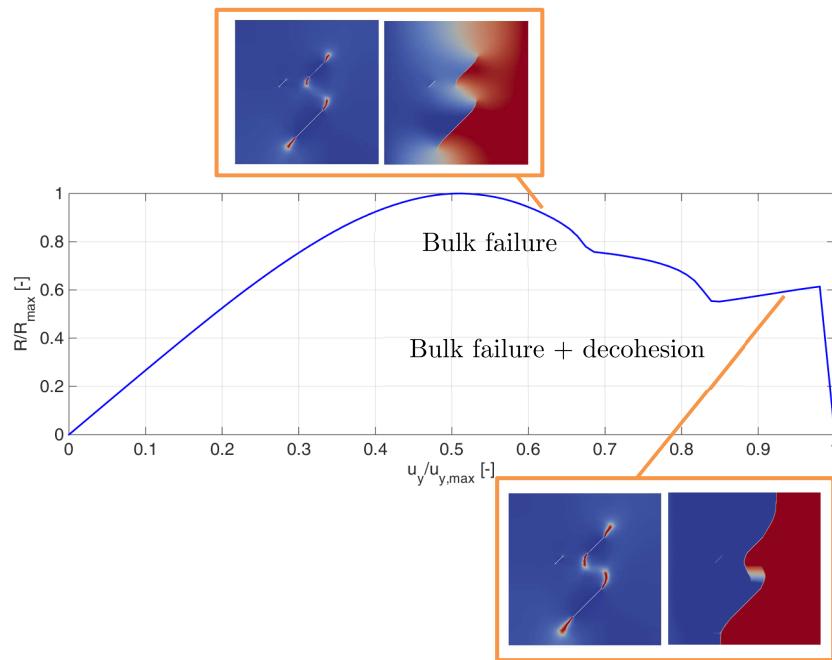 1
0.8
0.6
0.4
0.2
0
R/R_max [-]
Bulk failure
Bulk failure + decohesion
0 0.1 0.2 0.3 0.4 0.5 0.6 0.7 0.8 0.9
u_y/u_y,max [-]